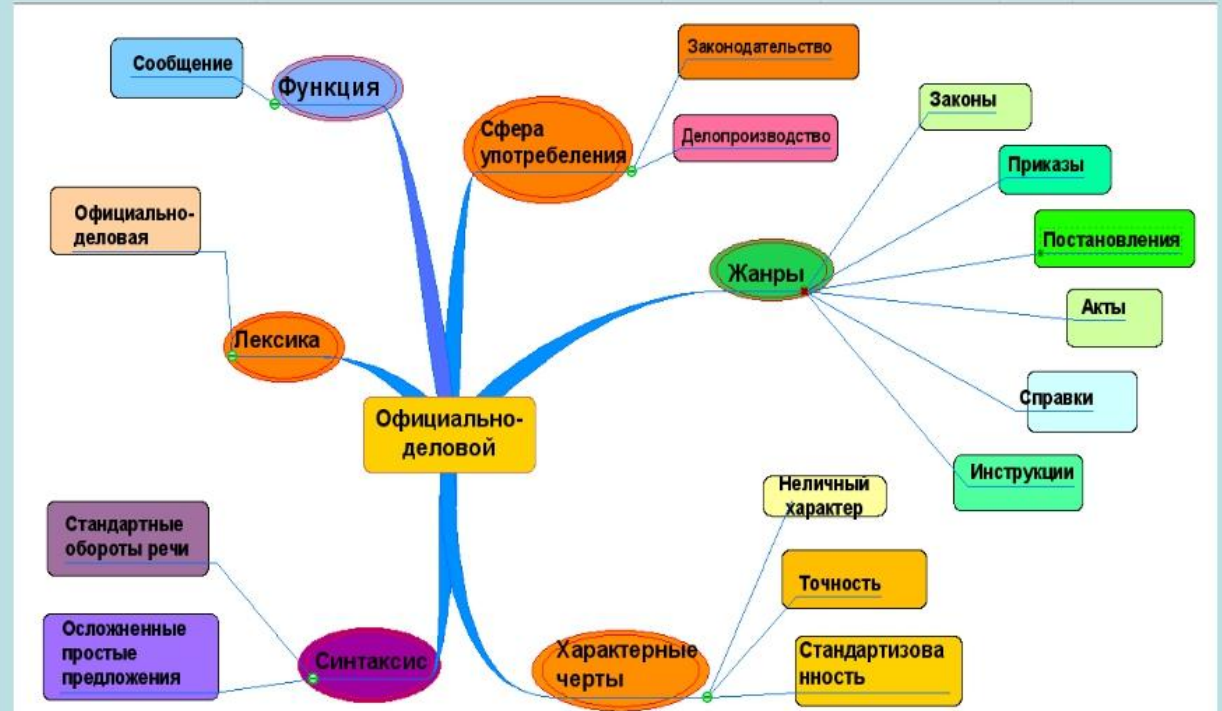 Сообщение
Функция
Законодательство
Сфера
употребеления
Делопроизводство
Законы
Приказы
Постановления
Акты
Справки
Инструкции
Жанры
Официально-
деловая
Лексика
Официально-
деловой
Стандартные
обороты речи
Осложненные
простые
предложения
Синтаксис
Характерные
черты
Неличный
характер
Точность
Стандартизова
нность